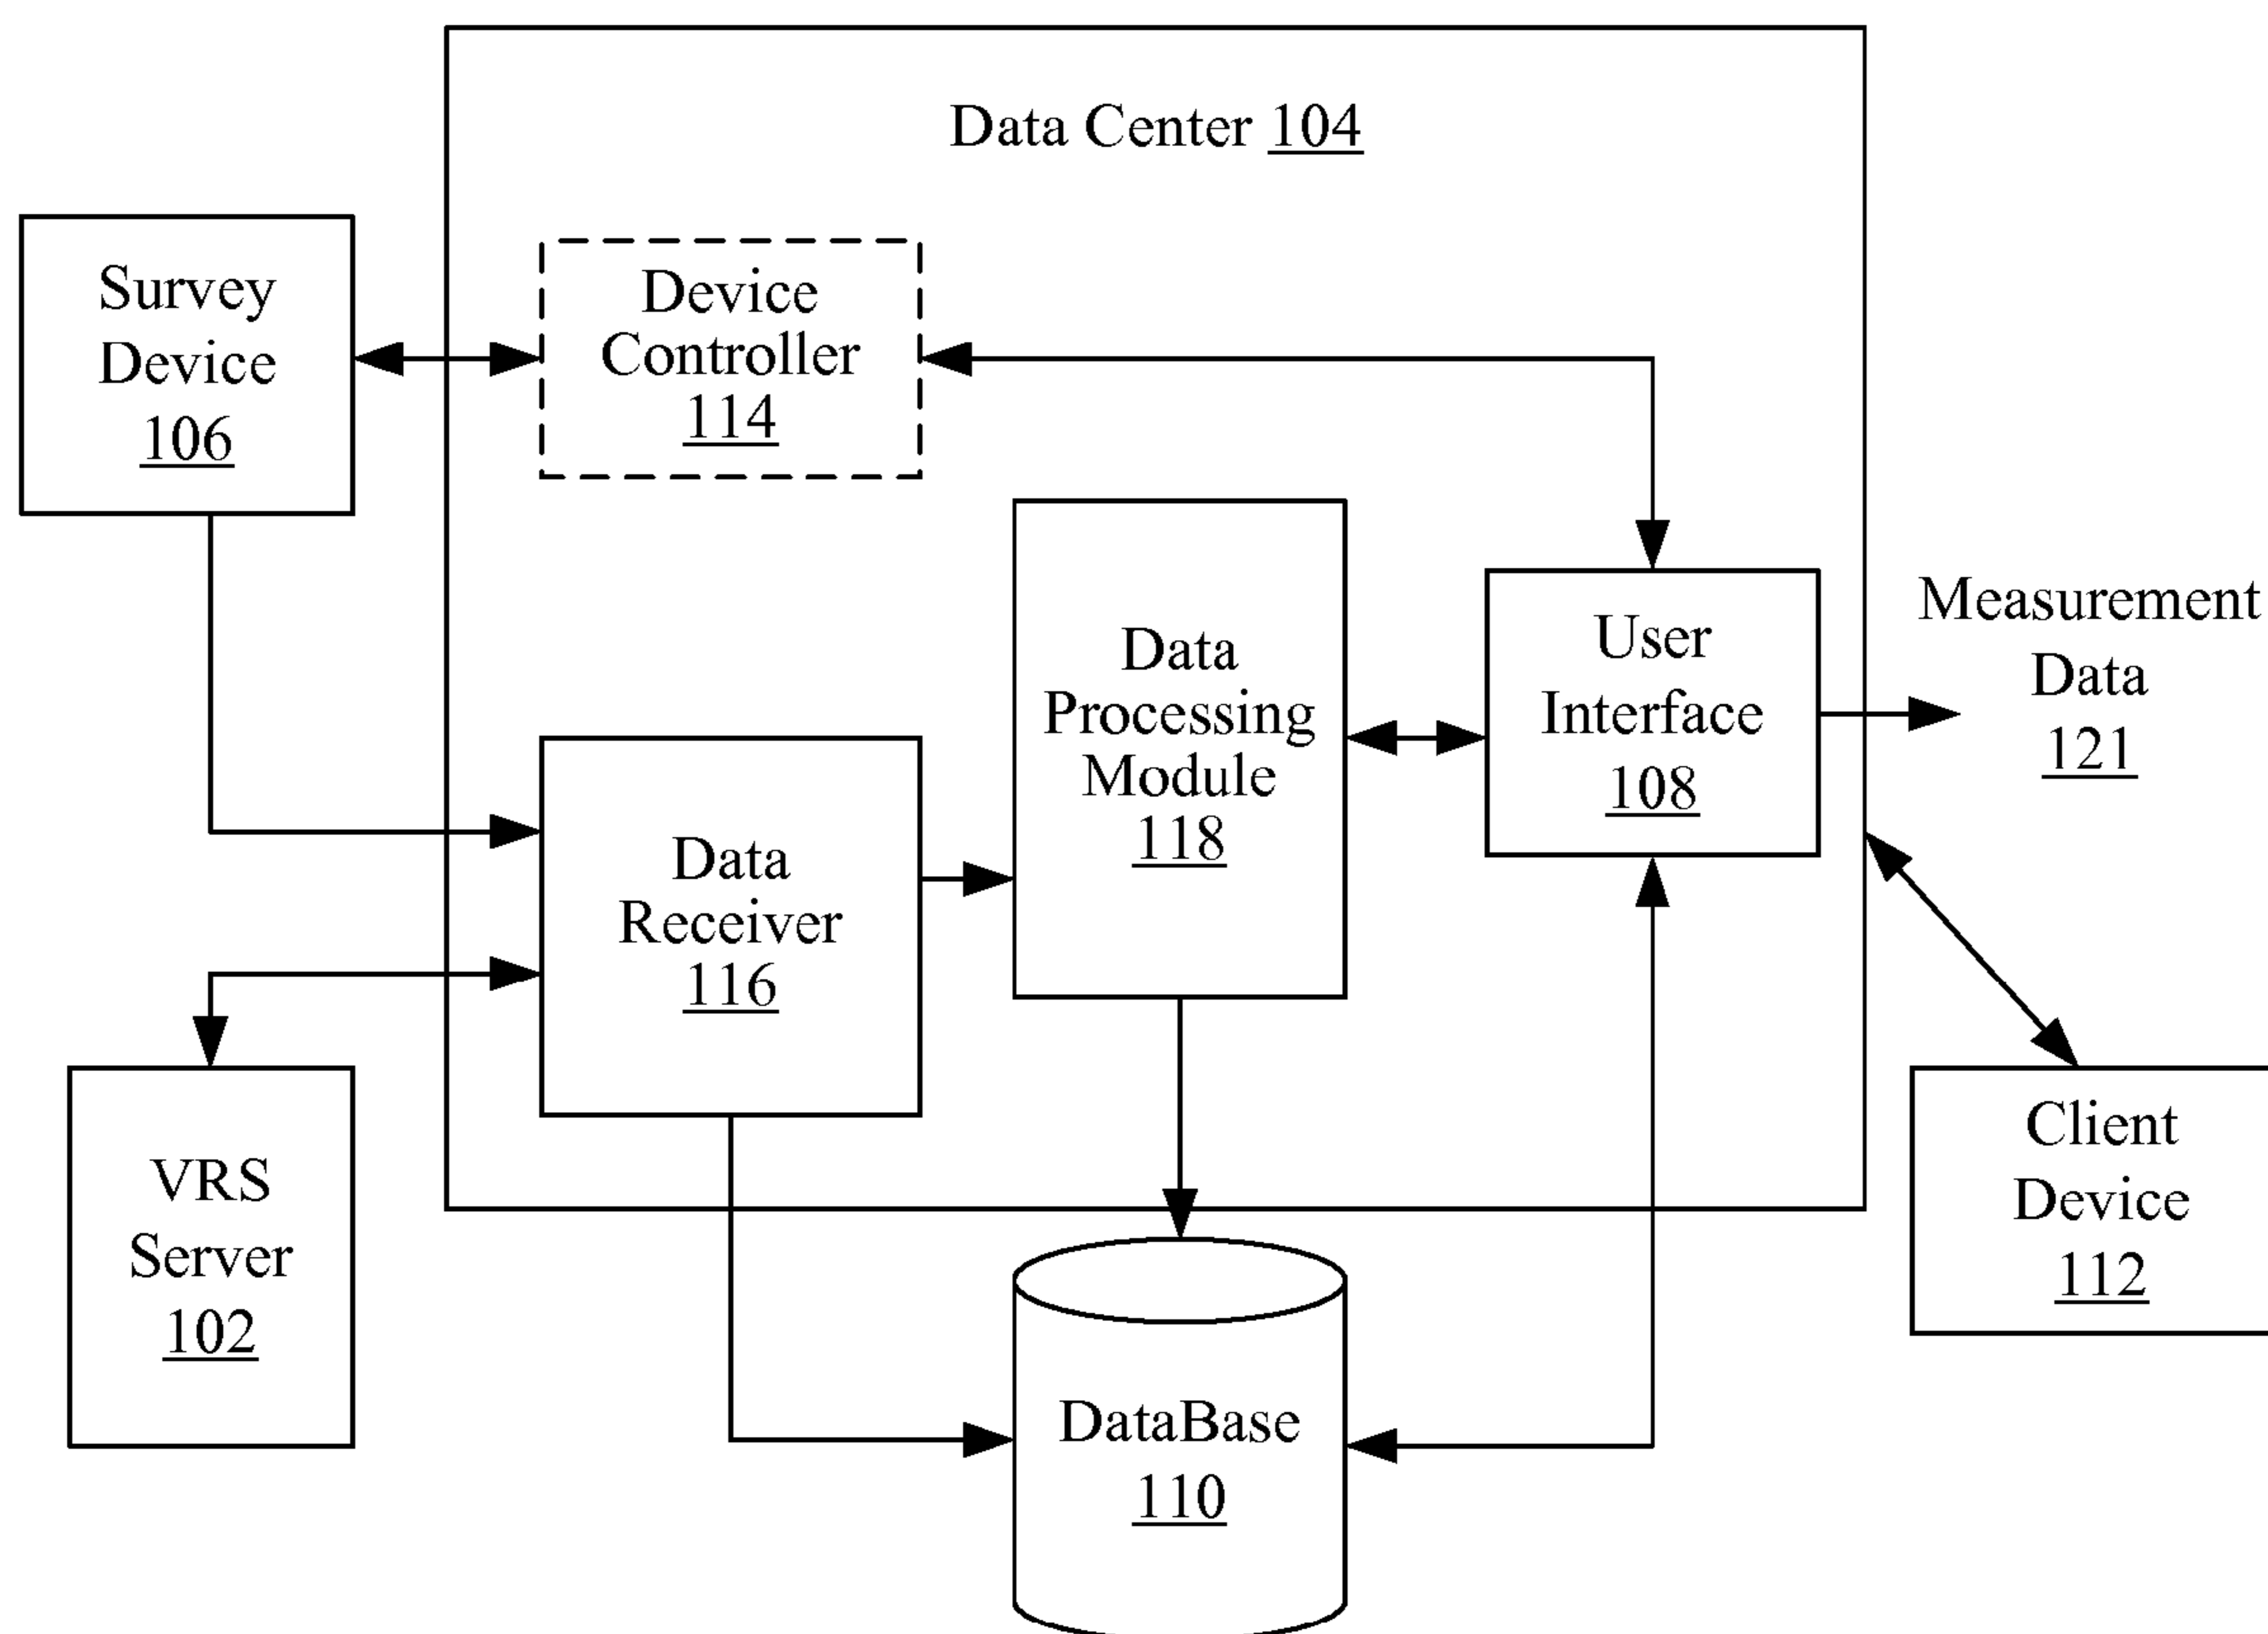 Data Center 104
Survey
Device
106
Device
Controller
114
Data
Processing
Module
118
User
Interface
108
Measurement
Data
121
Data
Receiver
116
VRS
Server
102
Client
Device
112
DataBase
110